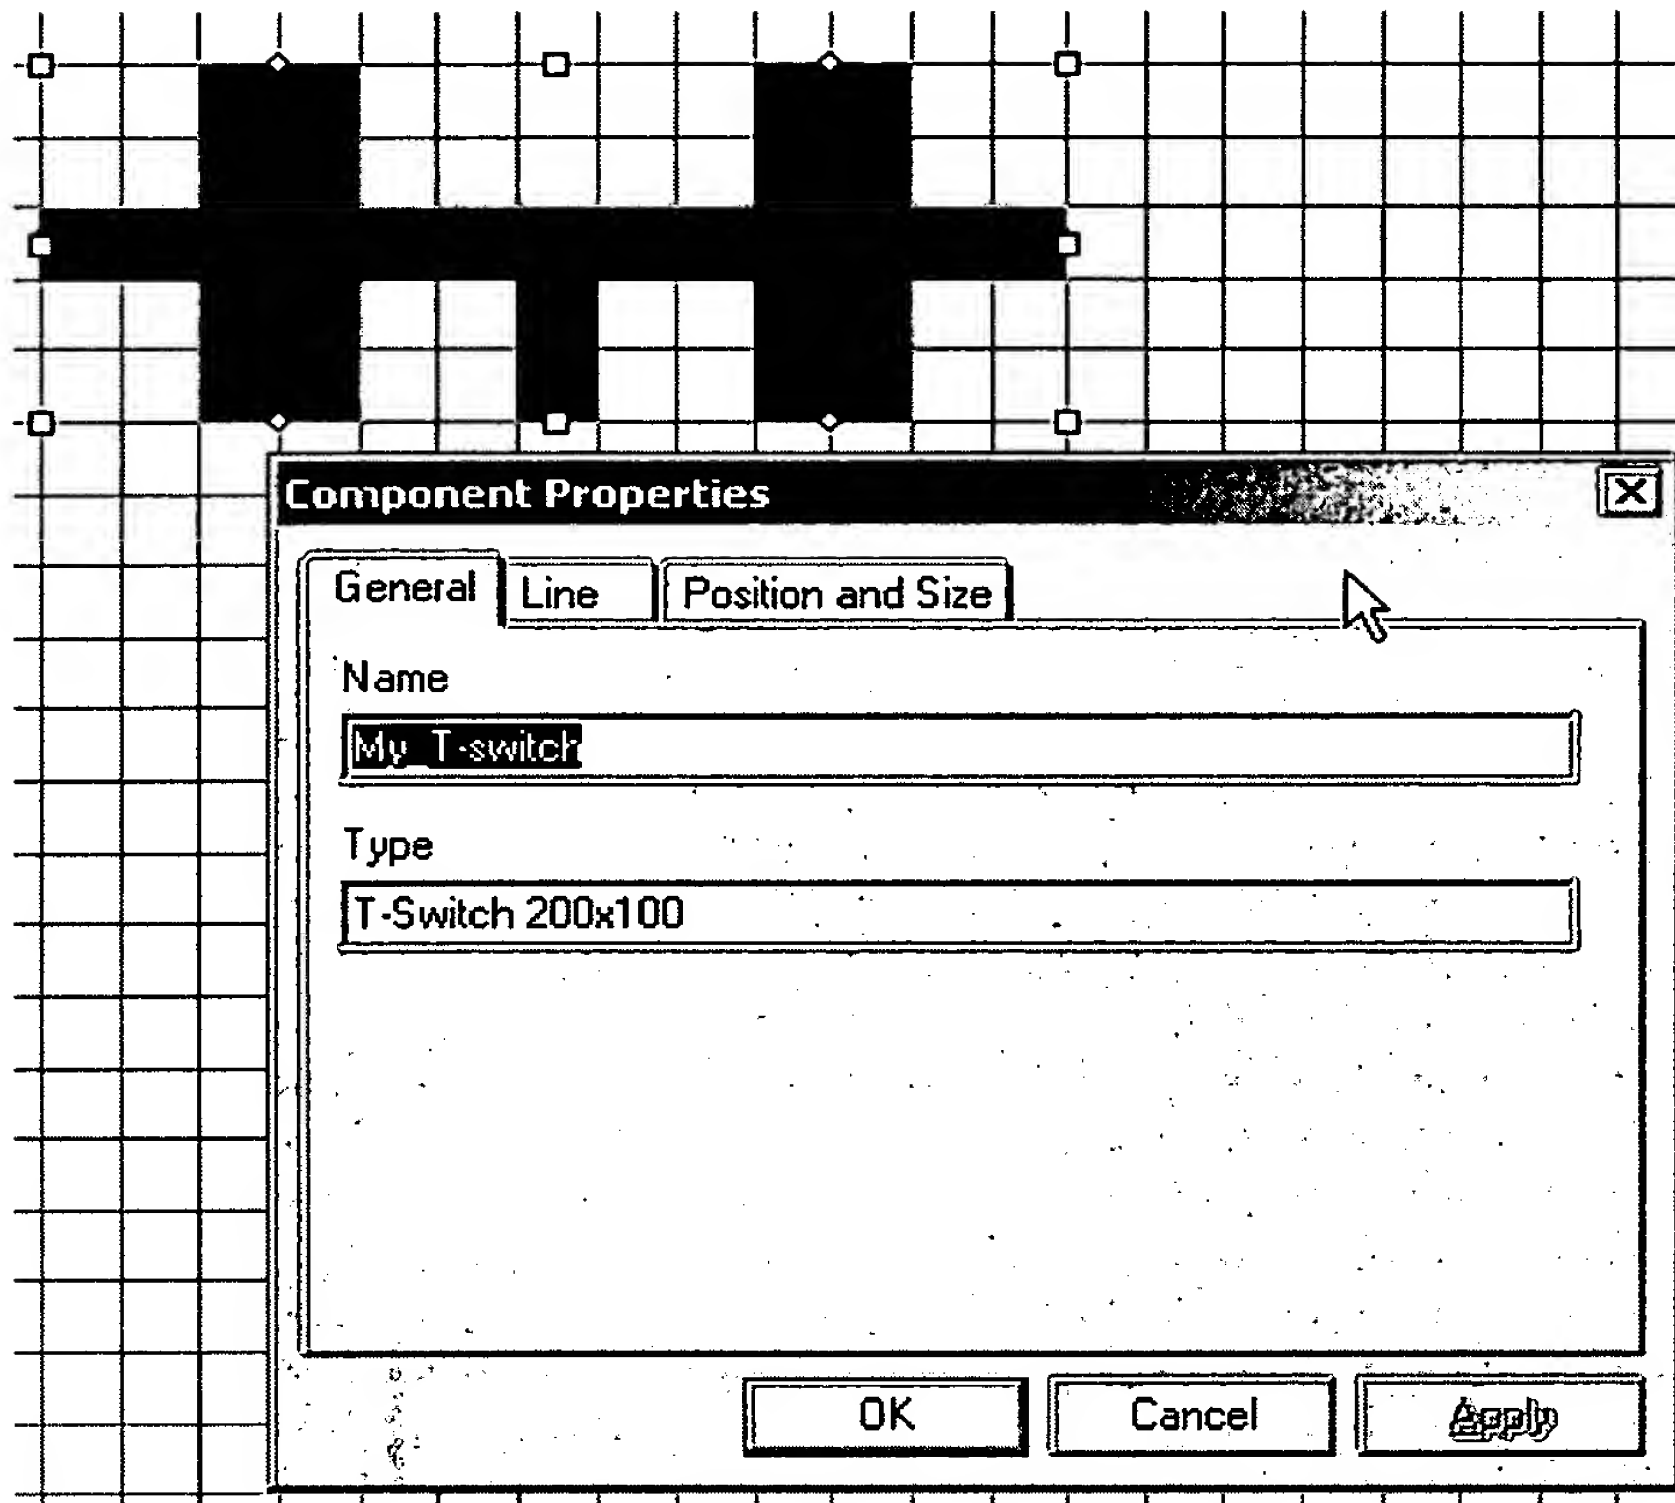 Component Properties
General Line Position and Size
Name
My_T-switch
Type
T-Switch 200x100
OK Cancel Apply